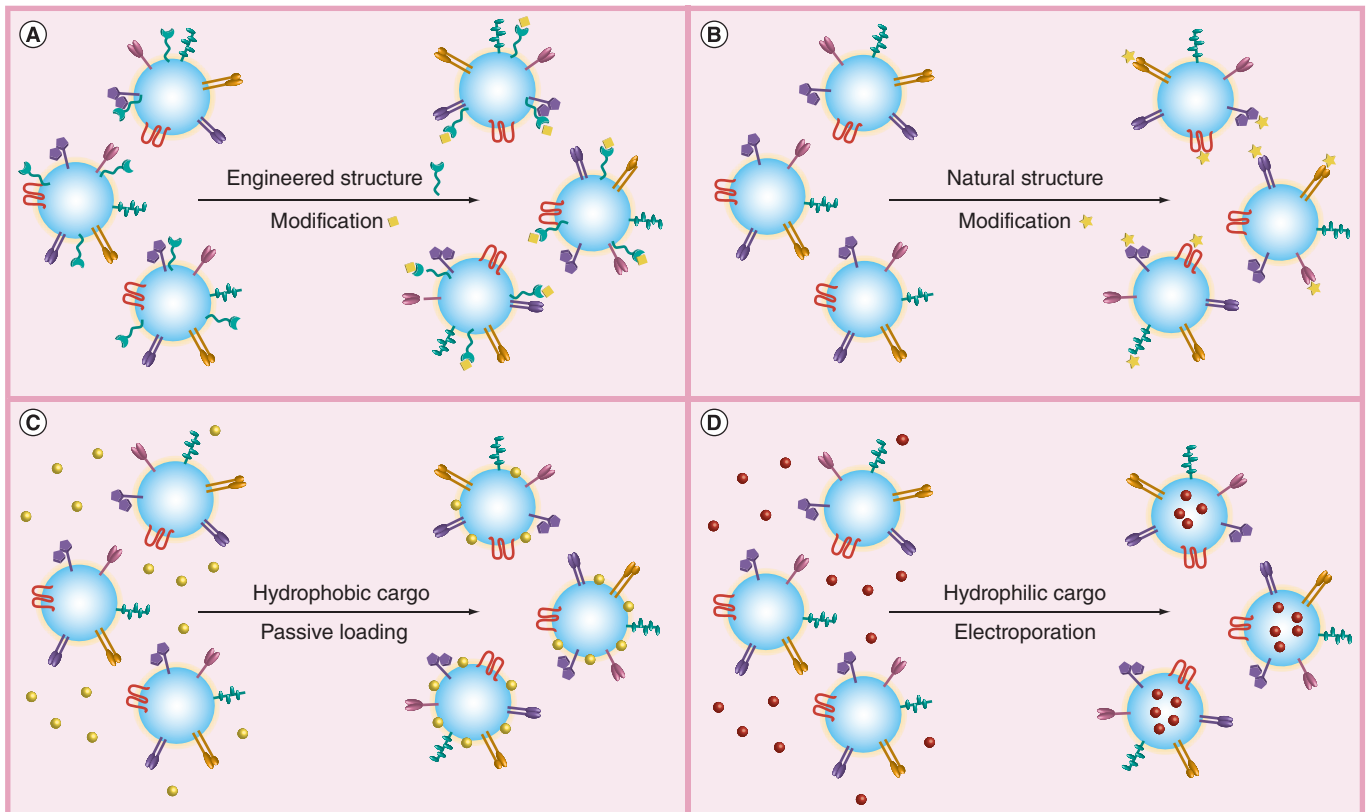 A
Engineered structure
Modification
B
Natural structure
Modification
C
Hydrophobic cargo
Passive loading
D
Hydrophilic cargo
Electroporation